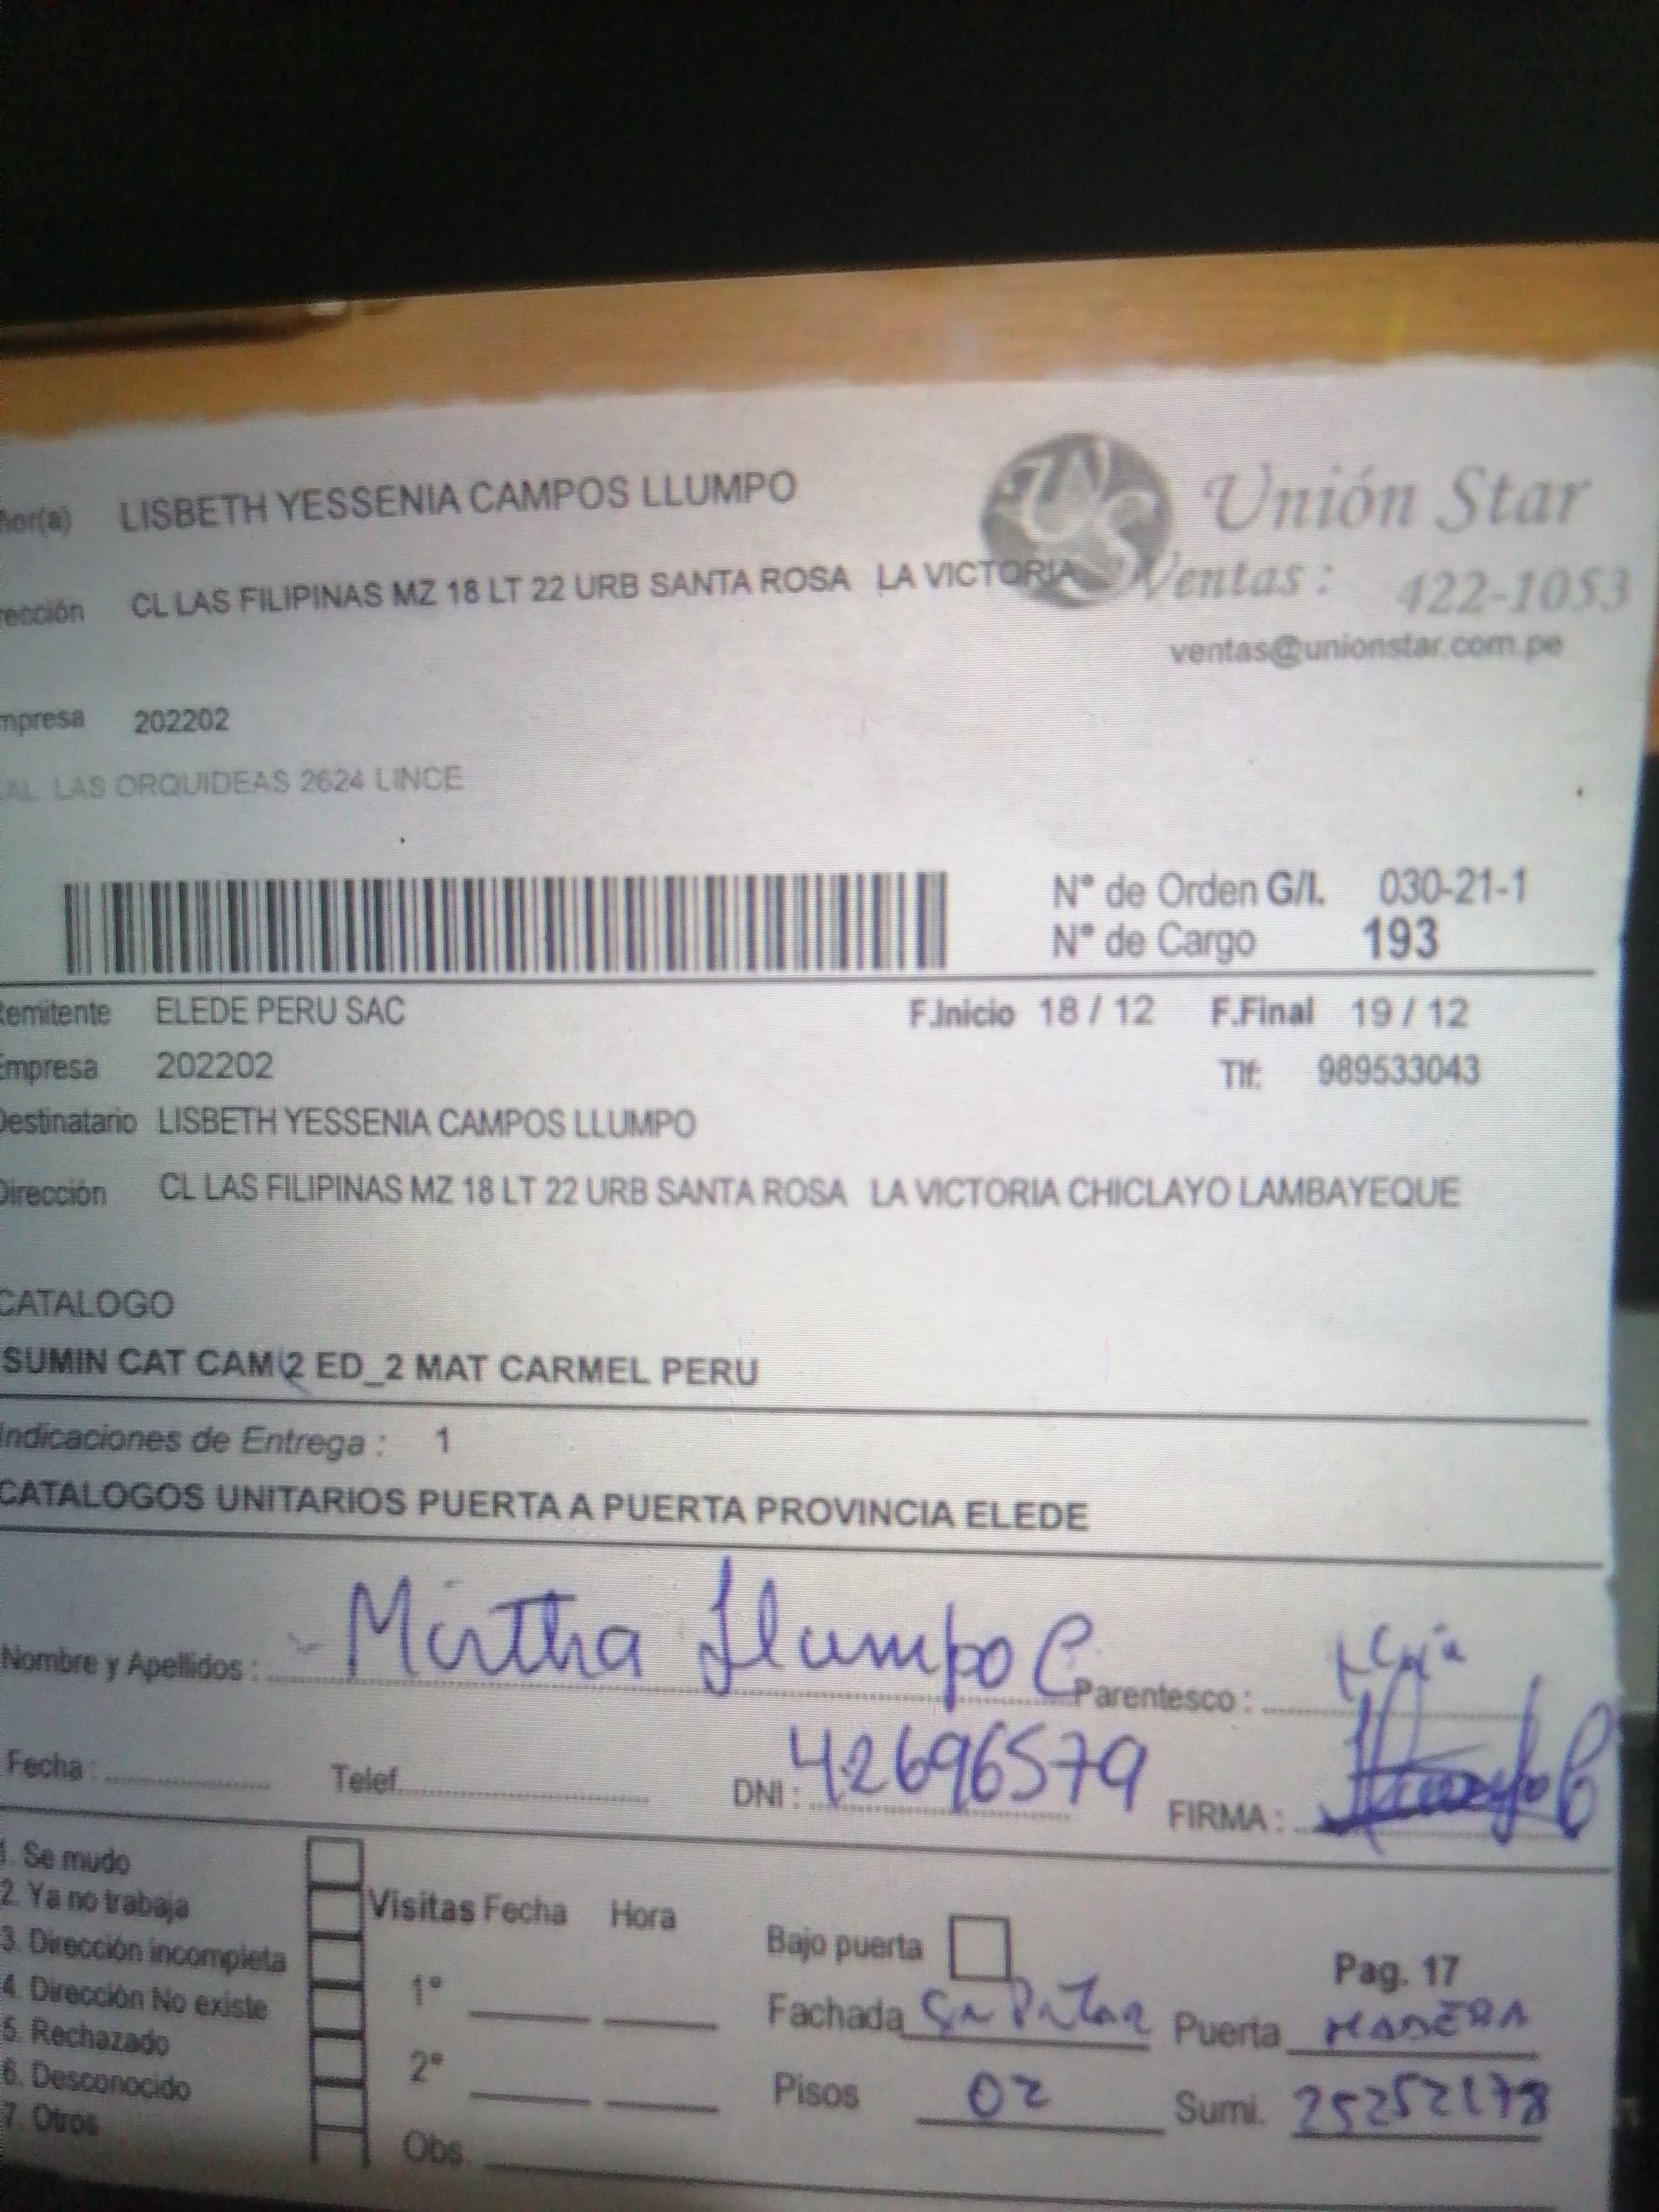 ñor(a) LISBETH YESSENIA CAMPOS LLUMPO
Unión Star
rección CL LAS FILIPINAS MZ 18 LT 22 URB SANTA ROSA LA VICTORIA
Ventas : 422-1053
ventas@unionstar.com.pe
mpresa 202202
AL LAS ORQUIDEAS 2624 LINCE
N° de Orden G/I. 030-21-1
N° de Cargo 193
Remitente ELEDE PERU SAC F.Inicio 18 / 12 F.Final 19 / 12
Empresa 202202 Tlf: 989533043
Destinatario LISBETH YESSENIA CAMPOS LLUMPO
Dirección CL LAS FILIPINAS MZ 18 LT 22 URB SANTA ROSA LA VICTORIA CHICLAYO LAMBAYEQUE
CATALOGO
SUMIN CAT CAM 2 ED_2 MAT CARMEL PERU
Indicaciones de Entrega : 1
CATALOGOS UNITARIOS PUERTA A PUERTA PROVINCIA ELEDE
Nombre y Apellidos : Mirtha Llumpo C Parentesco :
Fecha : Telef. DNI : 42696579 FIRMA :
1. Se mudo
2. Ya no trabaja
3. Dirección incompleta
4. Dirección No existe
5. Rechazado
6. Desconocido
7. Otros
Visitas Fecha Hora
1°
2°
Obs.
Bajo puerta Pag. 17
Fachada Sn Pintar Puerta MADERA
Pisos 02 Sumi. 25252178